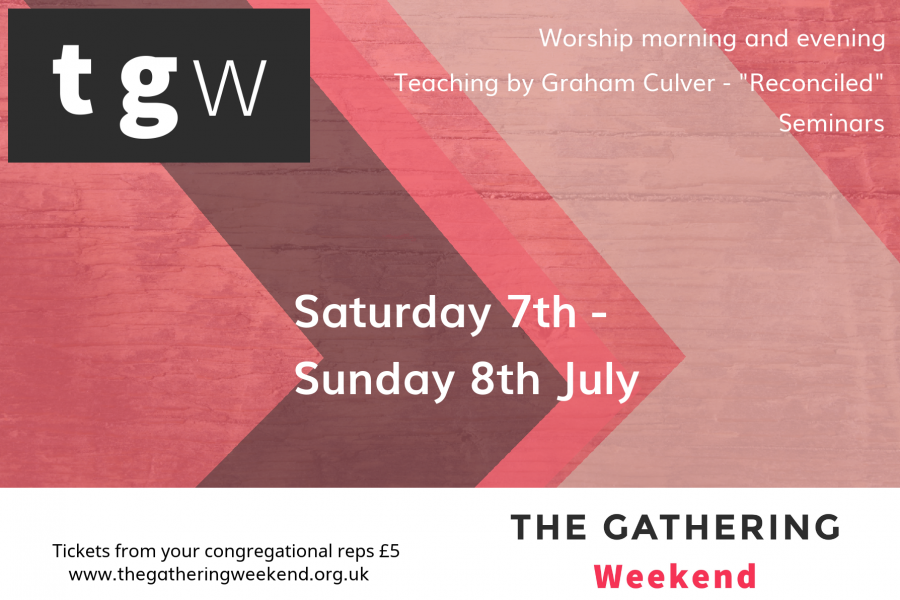 tgw
Worship morning and evening
Teaching by Graham Culver - "Reconciled"
Seminars
Saturday 7th -
Sunday 8th July
Tickets from your congregational reps £5
www.thegatheringweekend.org.uk
THE GATHERING
Weekend